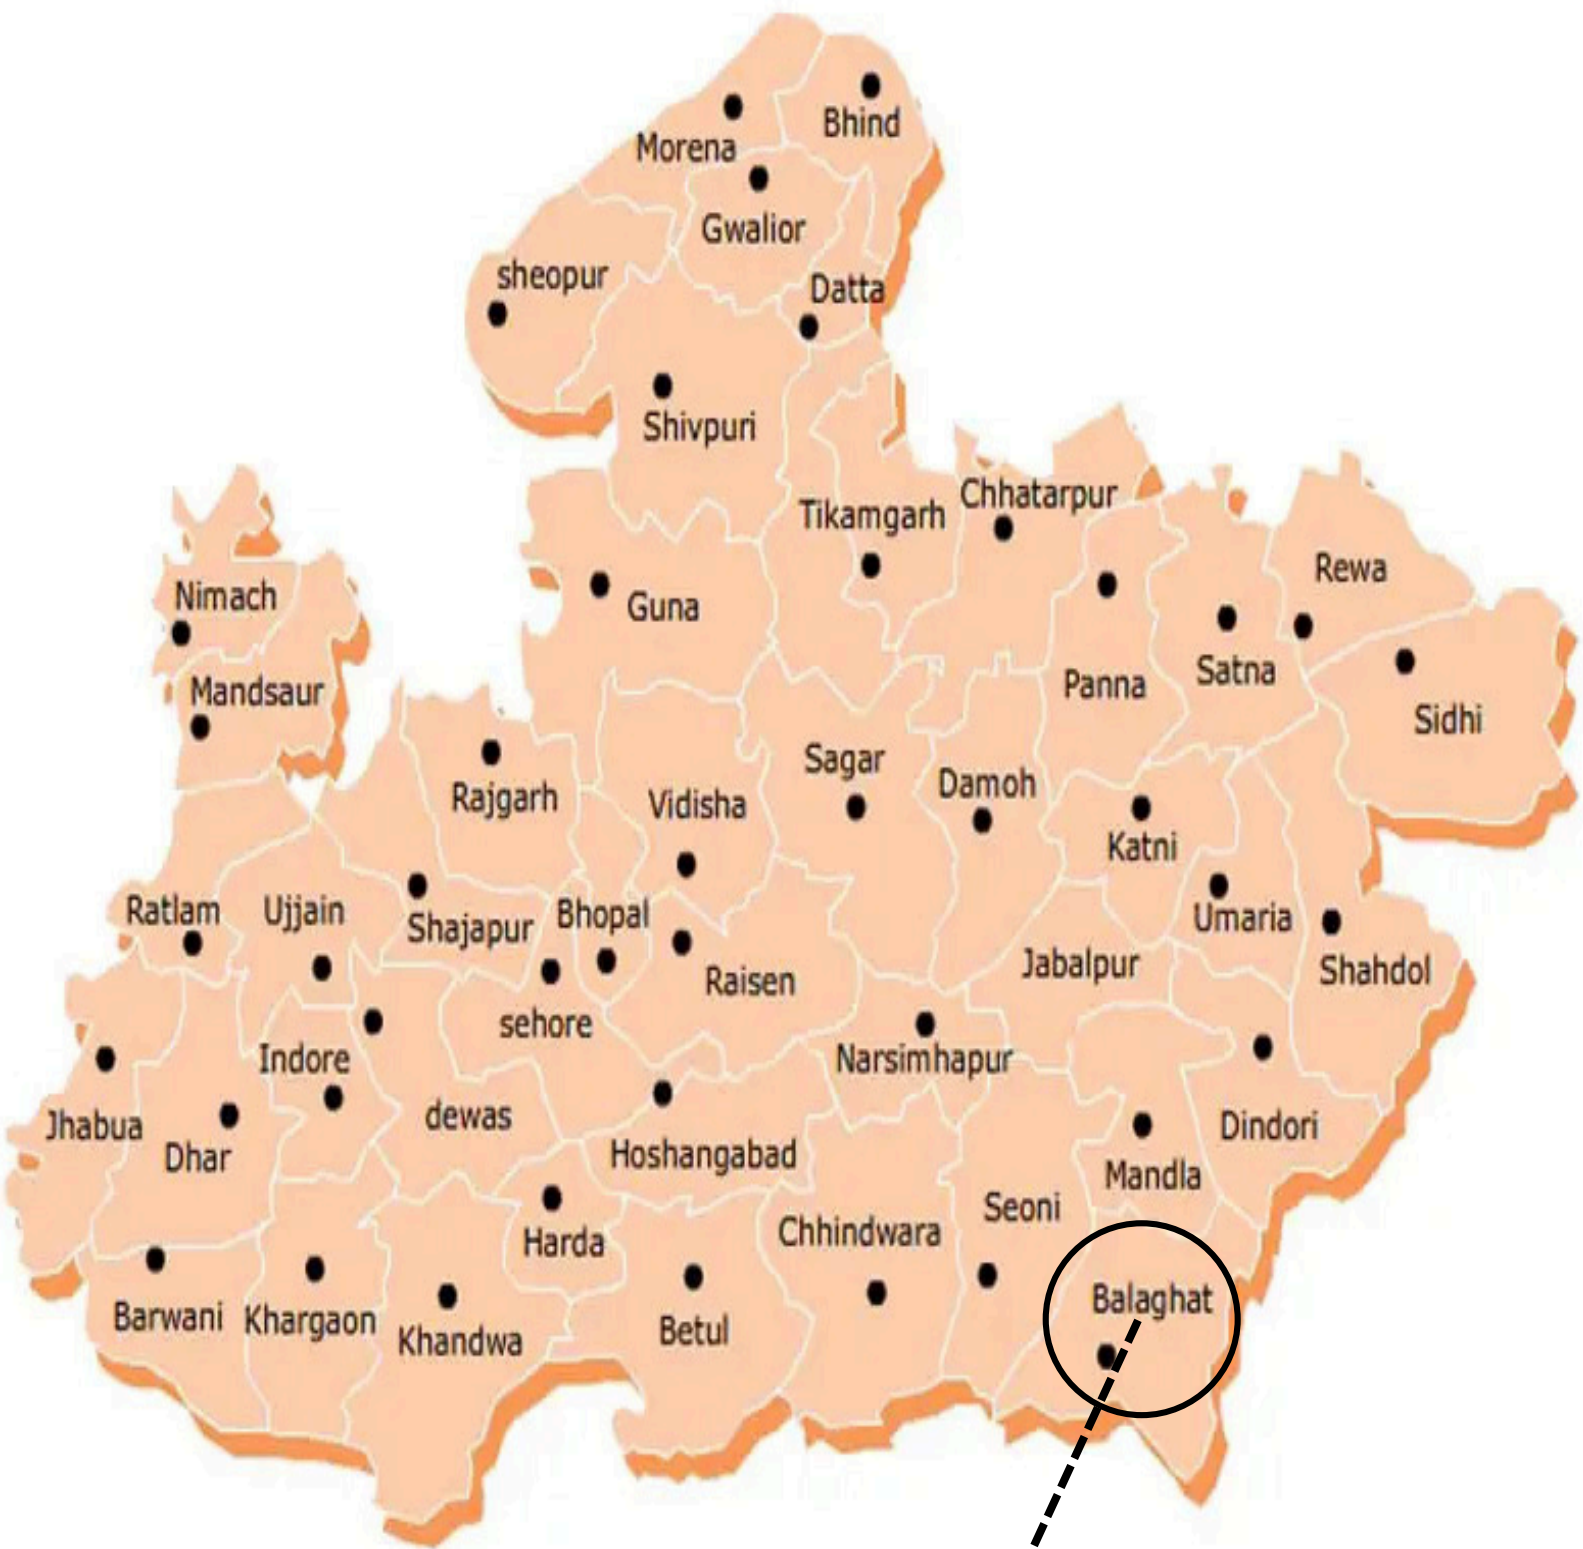 Bhind
Morena
Gwalior
sheopur
Datta
Shivpuri
Chhatarpur
Tikamgarh
Rewa
Nimach
Guna
Satna
Panna
Mandsaur
Sidhi
Sagar
Damoh
Rajgarh
Vidisha
Katni
Ratlam
Ujjain
Bhopal
Shajapur
Umaria
Jabalpur
Shahdol
Raisen
sehore
Indore
Narsimhapur
dewas
Jhabua
Dindori
Dhar
Hoshangabad
Mandla
Seoni
Chhindwara
Harda
Balaghat
Barwani
Khargaon
Betul
Khandwa